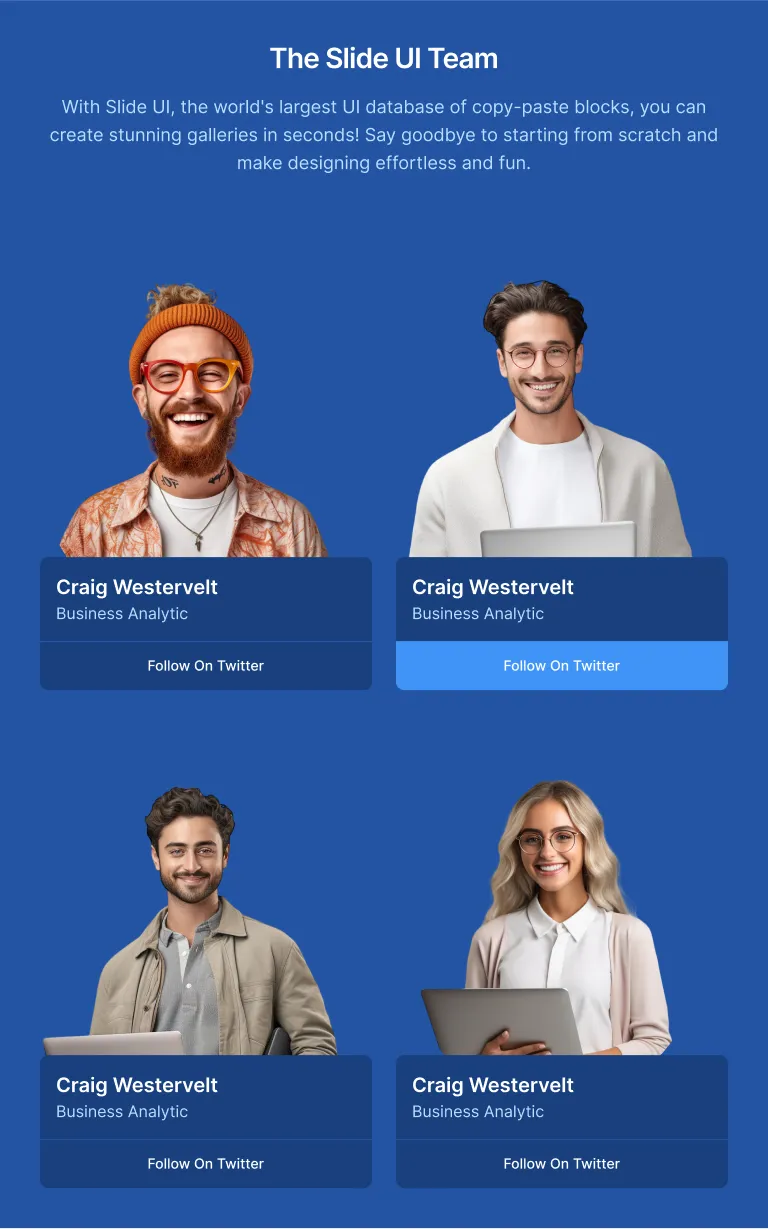 The Slide UI Team
With Slide UI, the world's largest UI database of copy-paste blocks, you can
create stunning galleries in seconds! Say goodbye to starting from scratch and
make designing effortless and fun.
Craig Westervelt
Business Analytic
Follow On Twitter
Craig Westervelt
Business Analytic
Follow On Twitter
Craig Westervelt
Business Analytic
Follow On Twitter
Craig Westervelt
Business Analytic
Follow On Twitter